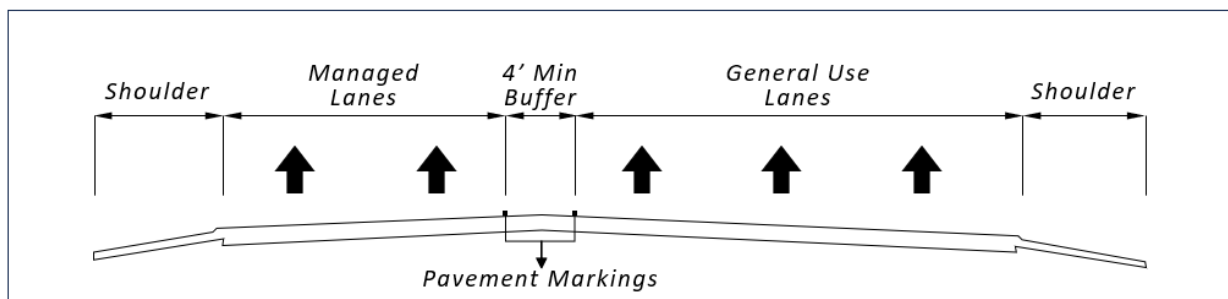 Shoulder
Managed
Lanes
4’ Min
Buffer
General Use
Lanes
Shoulder
Pavement Markings